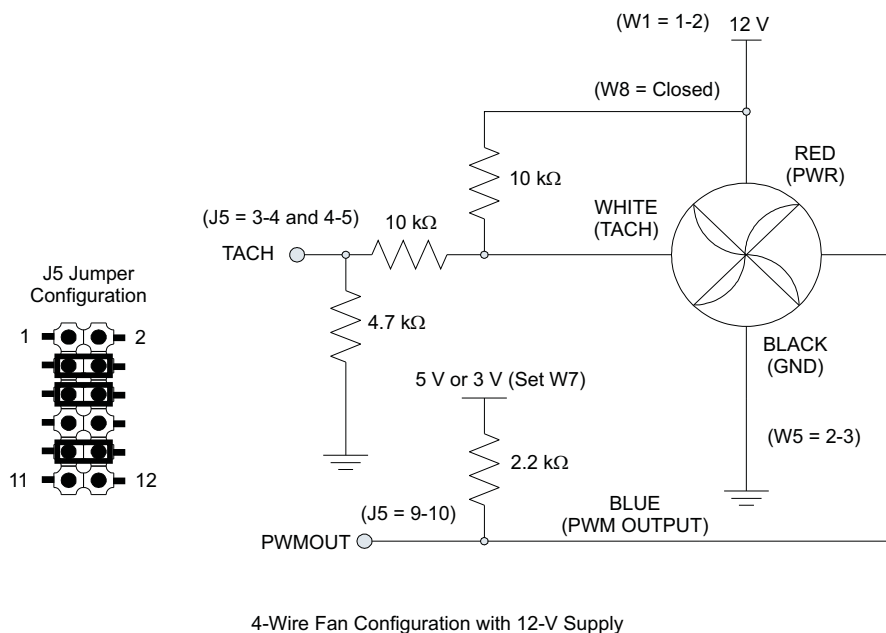 (W1 = 1-2)
12 V
(W8 = Closed)
RED
(PWR)
10 kΩ
WHITE
(TACH)
(J5 = 3-4 and 4-5)
10 kΩ
TACH
J5 Jumper
Configuration
1
2
4.7 kΩ
BLACK
(GND)
5 V or 3 V (Set W7)
(W5 = 2-3)
2.2 kΩ
11
12
(J5 = 9-10)
BLUE
(PWM OUTPUT)
PWMOUT
4-Wire Fan Configuration with 12-V Supply